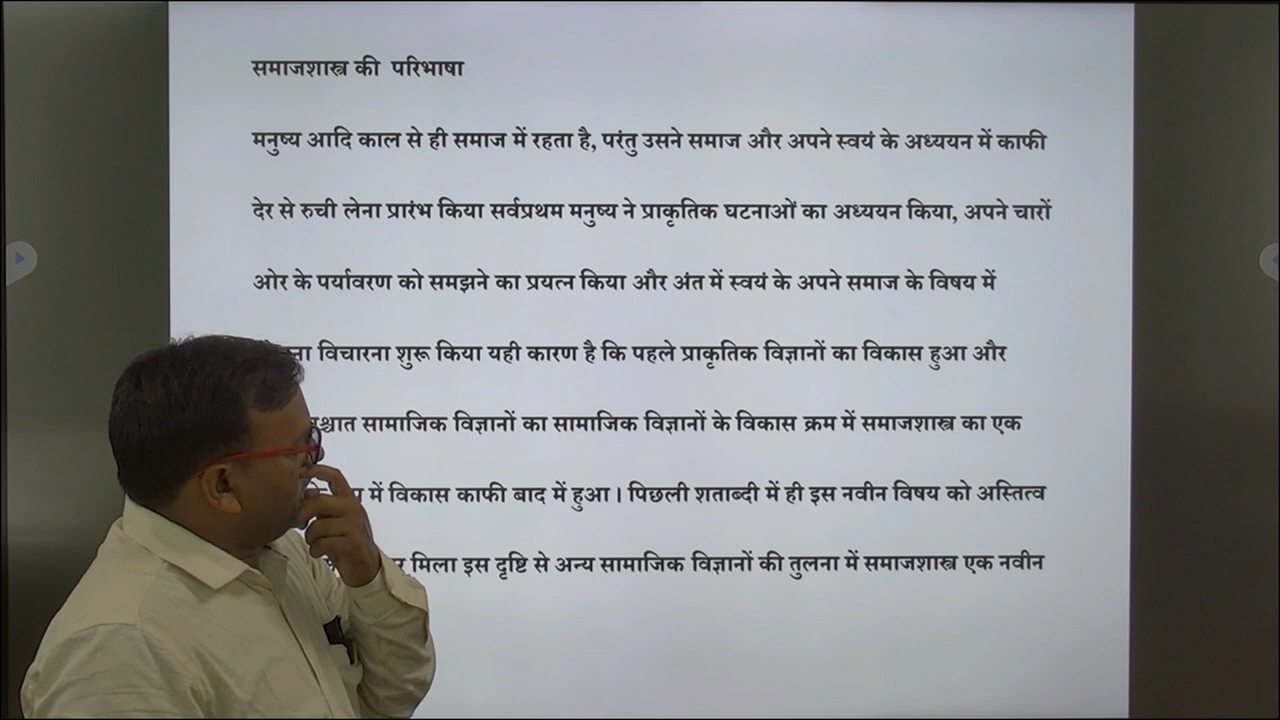 समाजशास्त्र की परिभाषा
मनुष्य आदि काल से ही समाज में रहता है, परंतु उसने समाज और अपने स्वयं के अध्ययन में काफी
देर से रुची लेना प्रारंभ किया सर्वप्रथम मनुष्य ने प्राकृतिक घटनाओं का अध्ययन किया, अपने चारों
ओर के पर्यावरण को समझने का प्रयत्न किया और अंत में स्वयं के अपने समाज के विषय में
विचारना शुरू किया यही कारण है कि पहले प्राकृतिक विज्ञानों का विकास हुआ और
सामाजिक विज्ञानों का सामाजिक विज्ञानों के विकास क्रम में समाजशास्त्र का एक
में विकास काफी बाद में हुआ । पिछली शताब्दी में ही इस नवीन विषय को अस्तित्व
मिला इस दृष्टि से अन्य सामाजिक विज्ञानों की तुलना में समाजशास्त्र एक नवीन